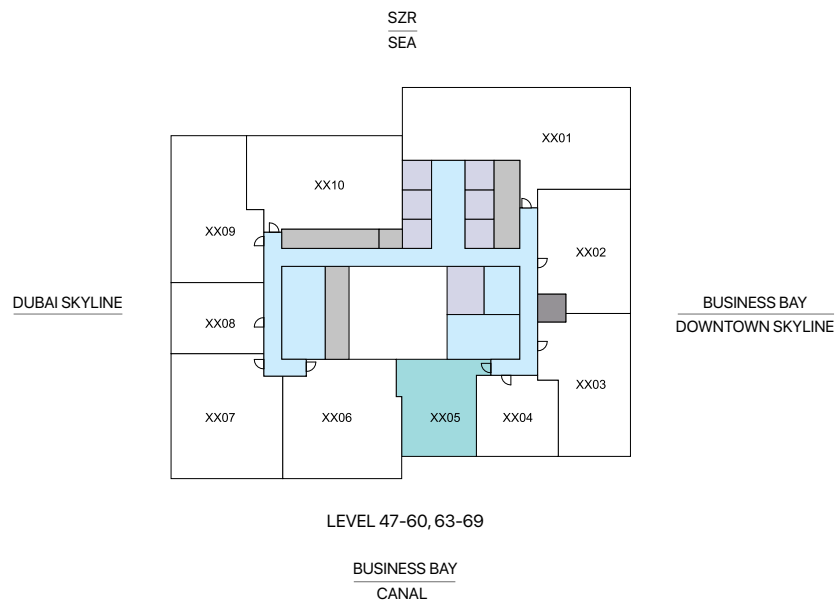 SZR
SEA
XX01
XX10
XX09
XX02
DUBAI SKYLINE
BUSINESS BAY
DOWNTOWN SKYLINE
XX08
XX03
XX07
XX06
XX05
XX04
LEVEL 47-60, 63-69
BUSINESS BAY
CANAL